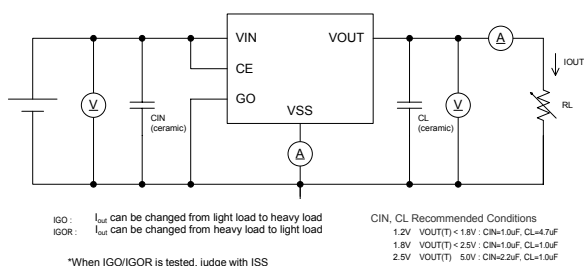 VIN
VOUT
A
IOUT
CE
V
CIN
(ceramic)
GO
VSS
CL
(ceramic)
V
RL
A
IGO : Iout can be changed from light load to heavy load
IGOR : Iout can be changed from heavy load to light load
*When IGO/IGOR is tested, judge with ISS
CIN, CL Recommended Conditions
1.2V VOUT(T) < 1.8V : CIN=1.0uF, CL=4.7uF
1.8V VOUT(T) < 2.5V : CIN=1.0uF, CL=1.0uF
2.5V VOUT(T) 5.0V : CIN=2.2uF, CL=1.0uF